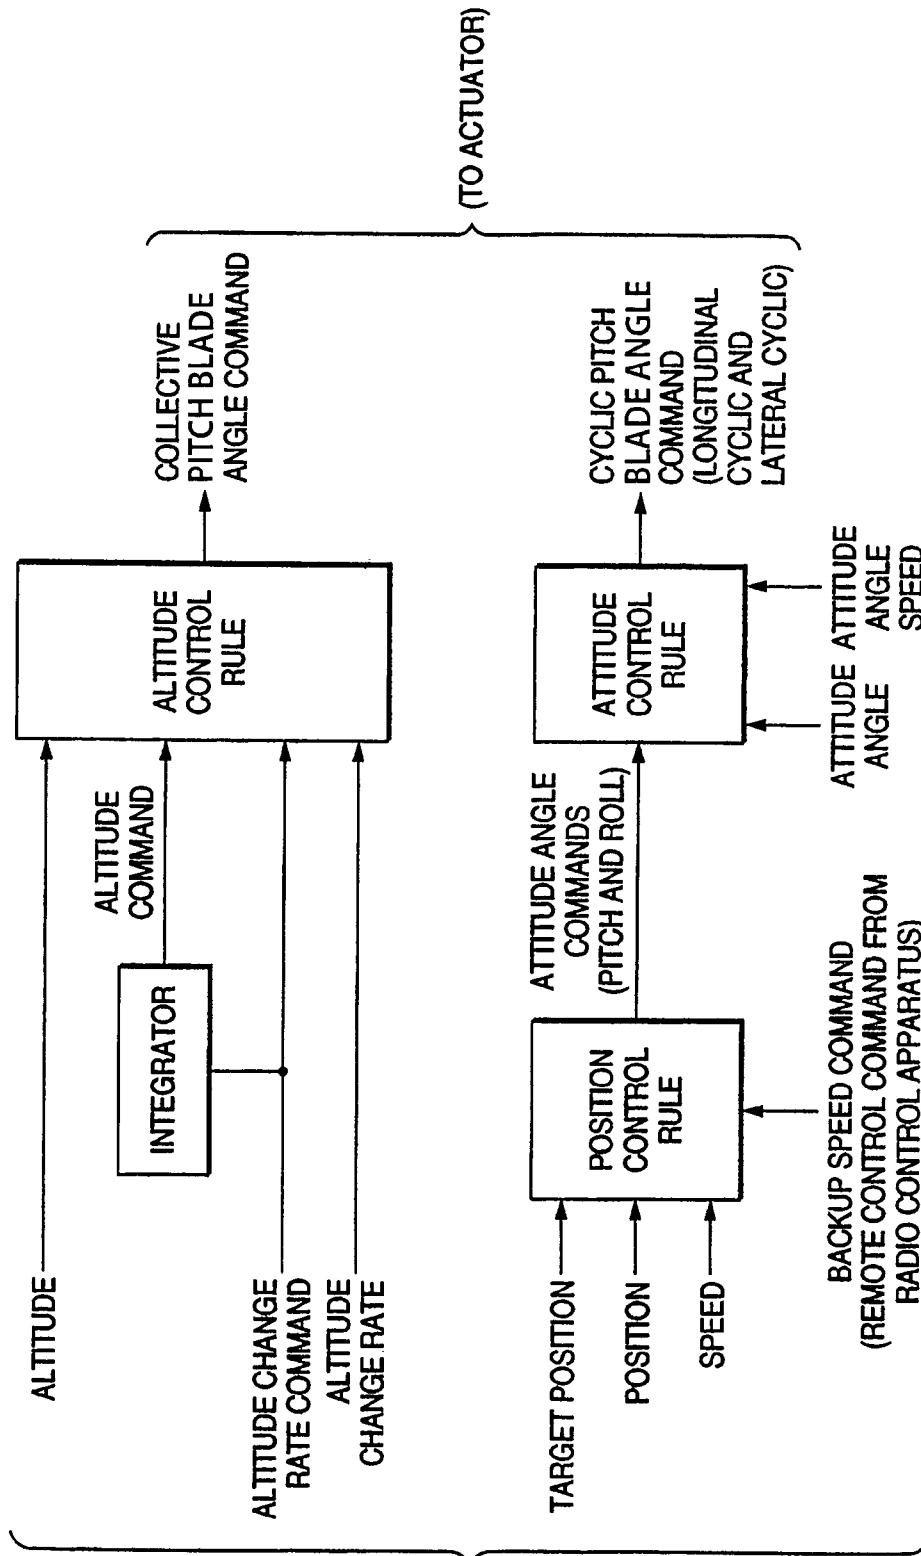 ALTITUDE
ALTITUDE CHANGE
RATE COMMAND
ALTITUDE
CHANGE RATE
INTEGRATOR
ALTITUDE
COMMAND
ALTITUDE
CONTROL
RULE
COLLECTIVE
PITCH BLADE
ANGLE COMMAND
(TO ACTUATOR)
TARGET POSITION
POSITION
SPEED
POSITION
CONTROL
RULE
BACKUP SPEED COMMAND
(REMOTE CONTROL COMMAND FROM
RADIO CONTROL APPARATUS)
ATTITUDE ANGLE
COMMANDS
(PITCH AND ROLL)
ATTITUDE
CONTROL
RULE
ATTITUDE
ANGLE
ATTITUDE
ANGLE
SPEED
CYCLIC PITCH
BLADE ANGLE
COMMAND
(LONGITUDINAL
CYCLIC AND
LATERAL CYCLIC)